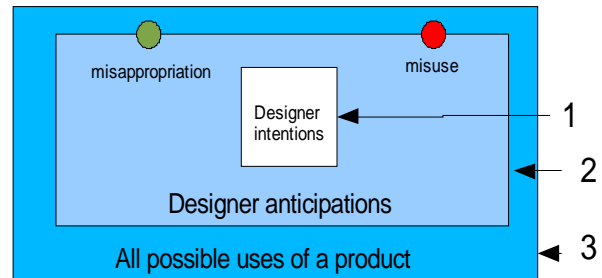 misappropriation
misuse
Designer
intentions
1
2
Designer anticipations
3
All possible uses of a product